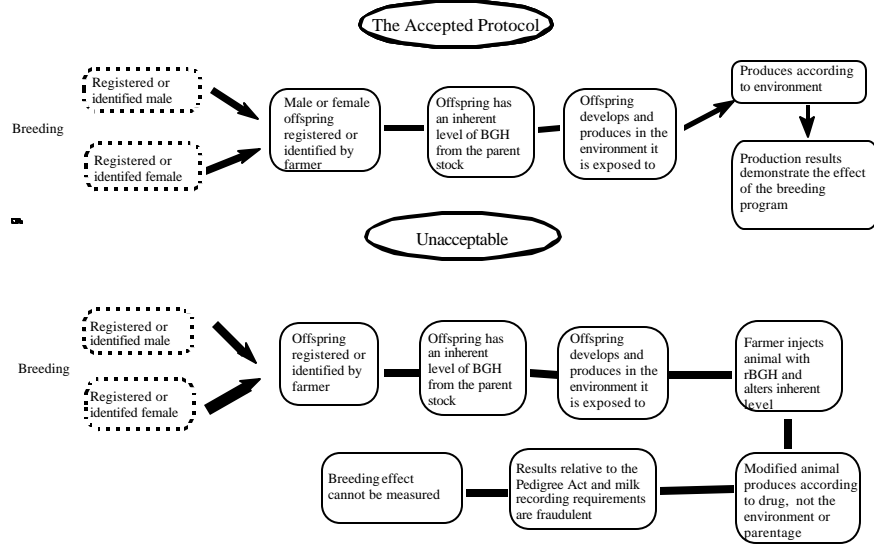 The Accepted Protocol
Breeding
Registered or
identified male
Registered or
identifed female
Male or female
offspring
registered or
identified by
farmer
Offspring has
an inherent
level of BGH
from the parent
stock
Offspring
develops and
produces in the
environment it
is exposed to
Produces according
to environment
Production results
demonstrate the effect
of the breeding
program
Unacceptable
Breeding
Registered or
identified male
Registered or
identifed female
Offspring
registered or
identified by
farmer
Offspring has
an inherent
level of BGH
from the parent
stock
Offspring
develops and
produces in the
environment it
is exposed to
Farmer injects
animal with
rBGH and
alters inherent
level
Modified animal
produces according
to drug, not the
environment or
parentage
Results relative to the
Pedigree Act and milk
recording requirements
are fraudulent
Breeding effect
cannot be measured